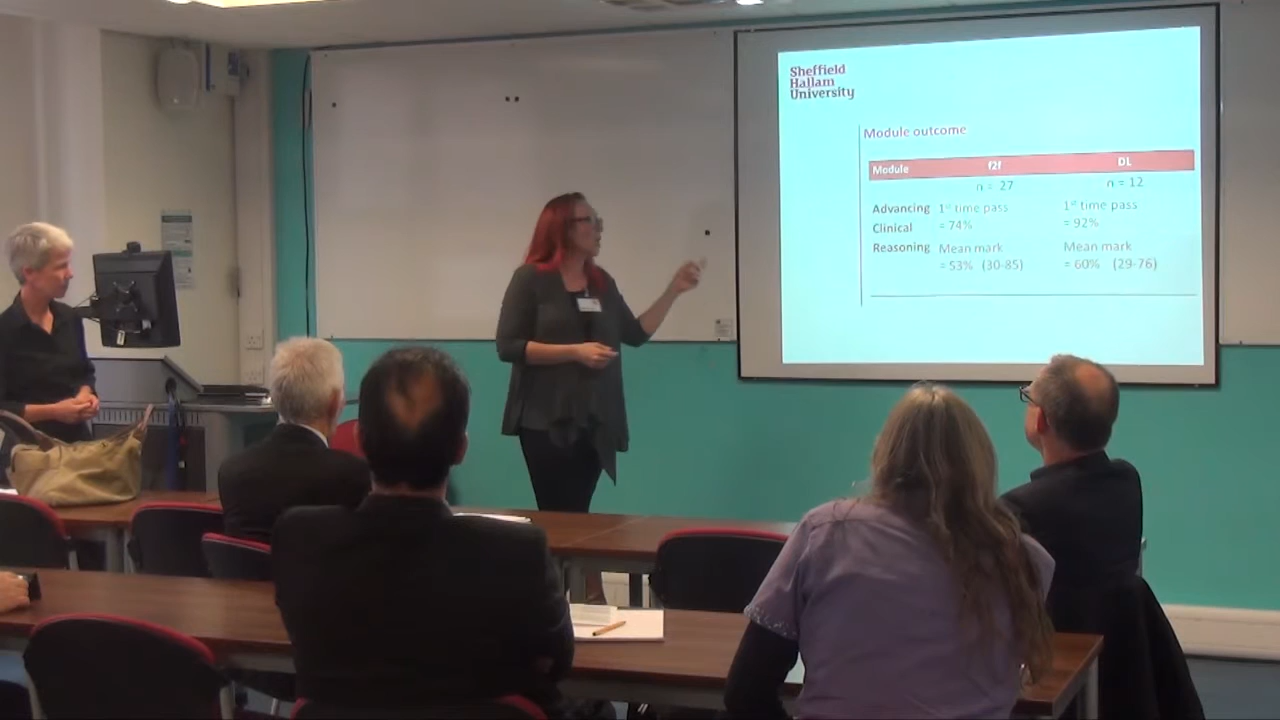 Sheffield
Hallam
University
Module outcome
Module f2f DL
n = 27 n = 12
Advancing 1st time pass 1st time pass
Clinical = 74% = 92%
Reasoning Mean mark Mean mark
= 53% (30-85) = 60% (29-76)